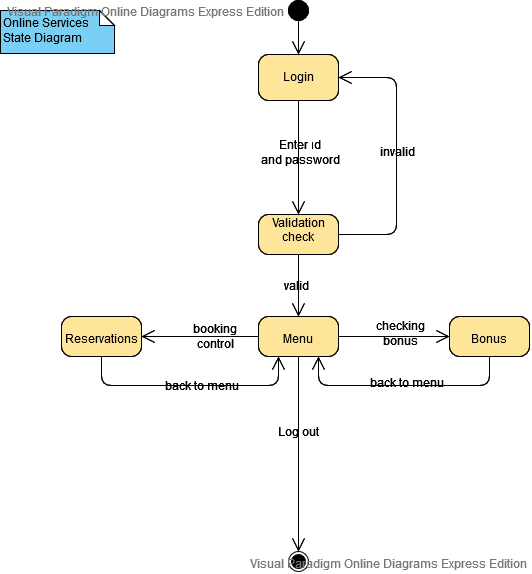 Visual Paradigm Online Diagrams Express Edition
Online Services
State Diagram
Login
Enter id
and password
invalid
Validation
check
valid
Reservations
booking
control
Menu
checking
bonus
Bonus
back to menu
back to menu
Log out
Visual Paradigm Online Diagrams Express Edition